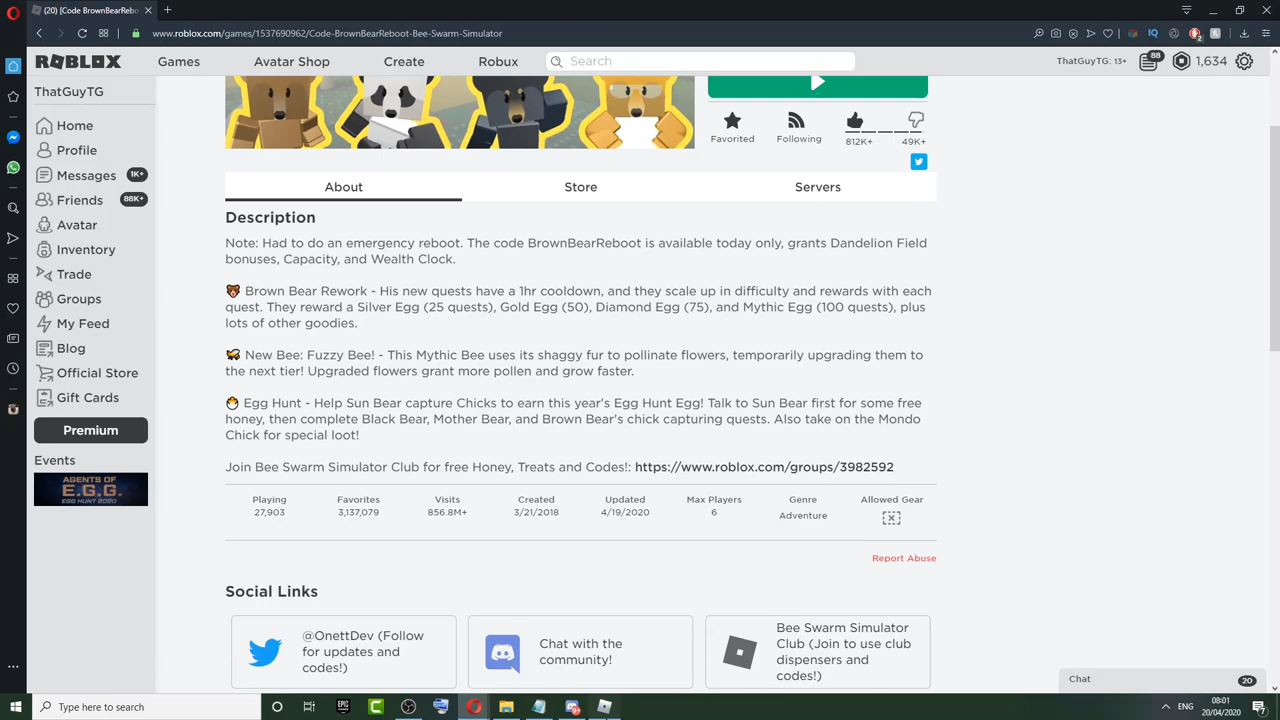 (20) [Code-BrownBearRebo
www.roblox.com/games/1537690962/Code-BrownBearReboot-Bee-Swarm-Simulator
ROBLOX
Games
Avatar Shop
Create
Robux
Search
ThatGuyTG: 13+
88
1,634
ThatGuyTG
Home
Profile
Messages 1K+
Friends 88K+
Avatar
Inventory
Trade
Groups
My Feed
Blog
Official Store
Gift Cards
Premium
Events
AGENTS OF
E.G.G.
EGG HUNT 2020
Favorited
Following
812K+
49K+
About
Store
Servers
Description
Note: Had to do an emergency reboot. The code BrownBearReboot is available today only, grants Dandelion Field
bonuses, Capacity, and Wealth Clock.
Brown Bear Rework - His new quests have a 1hr cooldown, and they scale up in difficulty and rewards with each
quest. They reward a Silver Egg (25 quests), Gold Egg (50), Diamond Egg (75), and Mythic Egg (100 quests), plus
lots of other goodies.
New Bee: Fuzzy Bee! - This Mythic Bee uses its shaggy fur to pollinate flowers, temporarily upgrading them to
the next tier! Upgraded flowers grant more pollen and grow faster.
Egg Hunt - Help Sun Bear capture Chicks to earn this year's Egg Hunt Egg! Talk to Sun Bear first for some free
honey, then complete Black Bear, Mother Bear, and Brown Bear's chick capturing quests. Also take on the Mondo
Chick for special loot!
Join Bee Swarm Simulator Club for free Honey, Treats and Codes!: https://www.roblox.com/groups/3982592
Playing
27,903
Favorites
3,137,079
Visits
856.8M+
Created
3/21/2018
Updated
4/19/2020
Max Players
6
Genre
Adventure
Allowed Gear
Report Abuse
Social Links
@OnettDev (Follow
for updates and
codes!)
Chat with the
community!
Bee Swarm Simulator
Club (Join to use club
dispensers and
codes!)
Chat
20
Type here to search
EPIC
ENG
08:01
20/04/2020